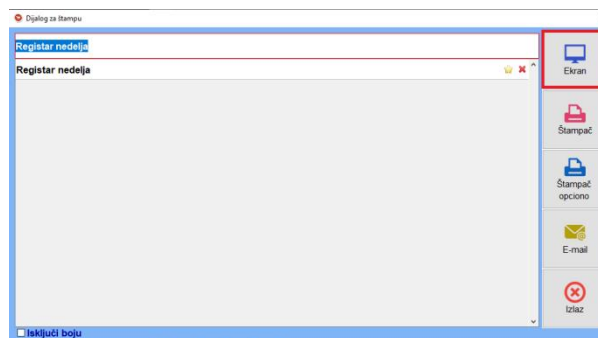 Dijalog za štampu
Registar nedelja
Registar nedelja
Ekran
Štampač
Štampač
opciono
E-mail
Izlaz
Isključi boju